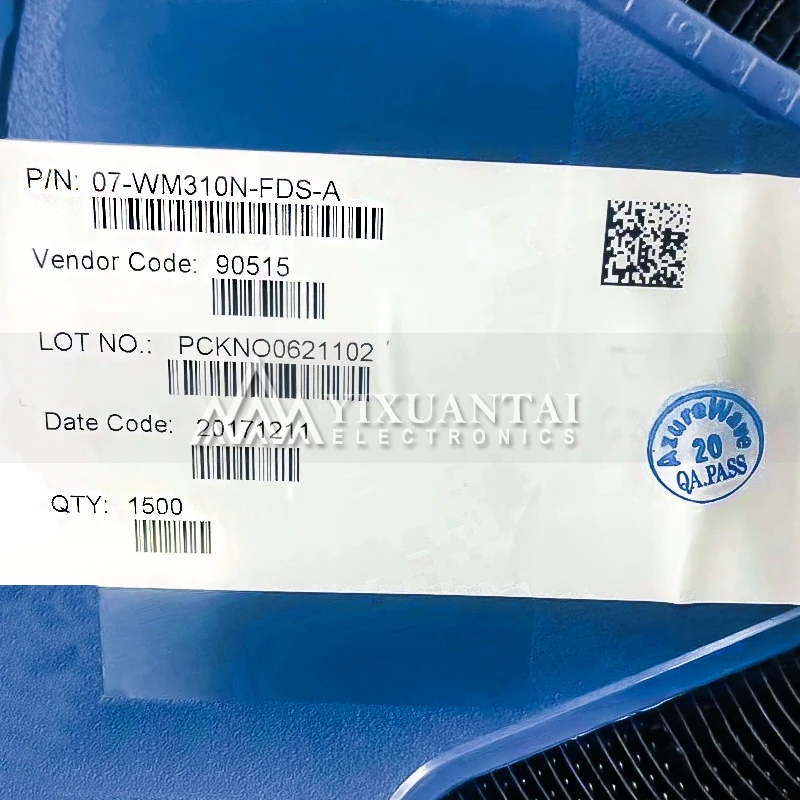 P/N: 07-WM310N-FDS-A
Vendor Code: 90515
LOT NO.: PCKNO0621102
Date Code: 20171211
QTY: 1500
YIXUANTAI
ELECTRONICS
AzureWave
20
QA.PASS